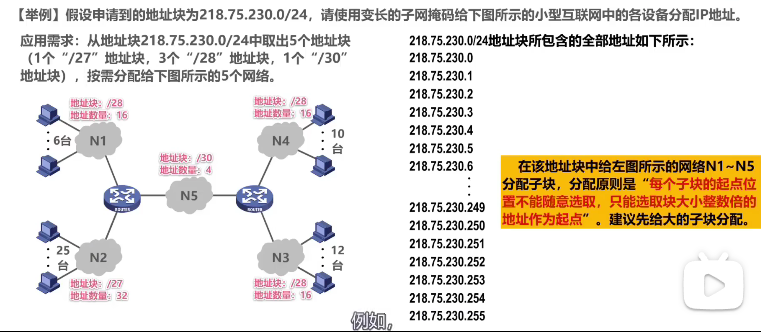 【举例】假设申请到的地址块为218.75.230.0/24，请使用变长的子网掩码给下图所示的小型互联网中的各设备分配IP地址。
应用需求：从地址块218.75.230.0/24中取出5个地址块
（1个“/27”地址块，3个“/28”地址块，1个“/30”
地址块），按需分配给下图所示的5个网络。
地址块：/28
地址数量：16
6台
N1
地址块：/28
地址数量：16
N4
10
台
地址块：/30
地址数量：4
N5
ROUTER
ROUTER
25
台
N2
地址块：/27
地址数量：32
N3
12
台
地址块：/28
地址数量：16
218.75.230.0/24地址块所包含的全部地址如下所示：
218.75.230.0
218.75.230.1
218.75.230.2
218.75.230.3
218.75.230.4
218.75.230.5
218.75.230.6
218.75.230.249
218.75.230.250
218.75.230.251
218.75.230.252
218.75.230.253
218.75.230.254
218.75.230.255
在该地址块中给左图所示的网络N1~N5
分配子块，分配原则是“每个子块的起点位
置不能随意选取，只能选取块大小整数倍的
地址作为起点”。建议先给大的子块分配。
例如，